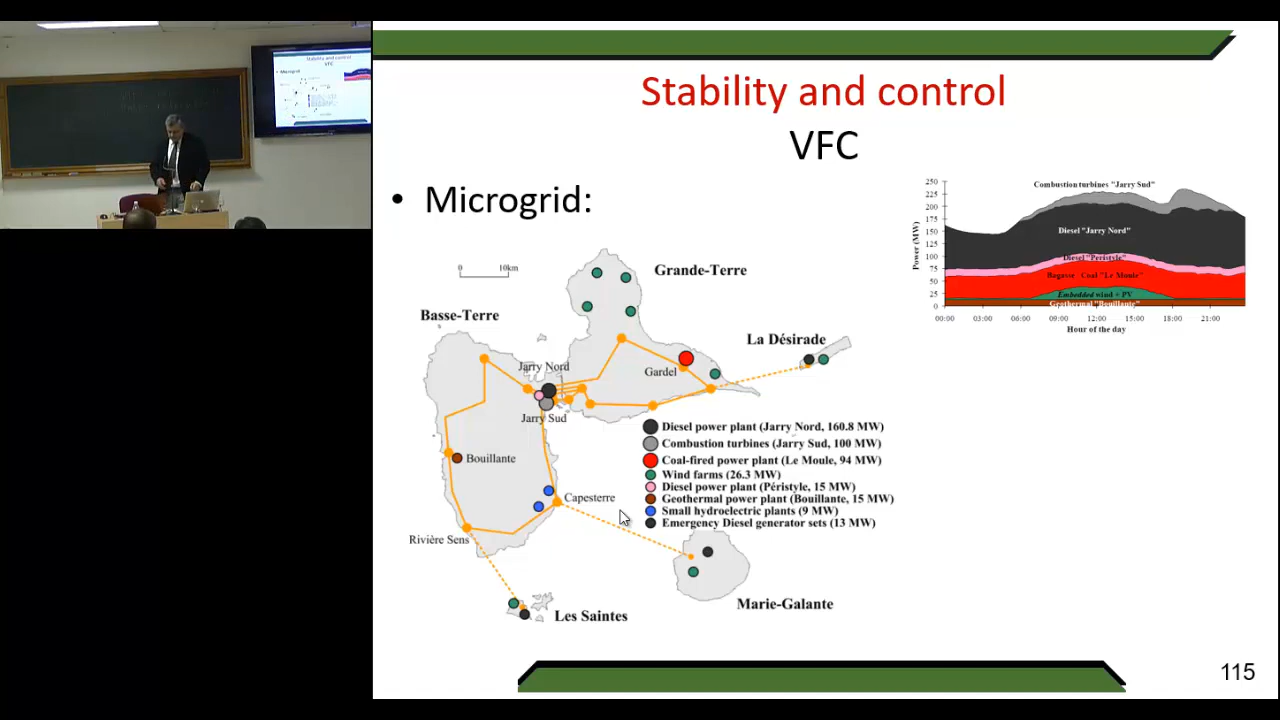 Stability and control
VFC
• Microgrid:
Stability and control
VFC
• Microgrid
0 10km
Grande-Terre
Basse-Terre
La Désirade
Jarry Nord
Gardel
Jarry Sud
Bouillante
Capesterre
Rivière Sens
Les Saintes
Marie-Galante
Diesel power plant (Jarry Nord, 160.8 MW)
Combustion turbines (Jarry Sud, 100 MW)
Coal-fired power plant (Le Moule, 94 MW)
Wind farms (26.3 MW)
Diesel power plant (Péristyle, 15 MW)
Geothermal power plant (Bouillante, 15 MW)
Small hydroelectric plants (9 MW)
Emergency Diesel generator sets (13 MW)
Combustion turbines "Jarry Sud"
Diesel "Jarry Nord"
Diesel "Péristyle"
Bagasse - Coal "Le Moule"
Embedded wind + PV
Geothermal "Bouillante"
Power (MW)
250
225
200
175
150
125
100
75
50
25
0
00:00 03:00 06:00 09:00 12:00 15:00 18:00 21:00
Hour of the day
115